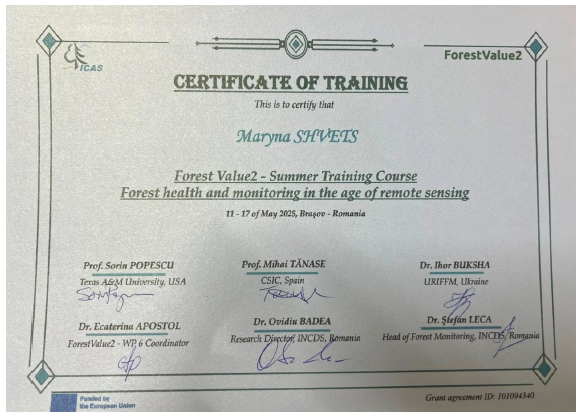 ICAS
ForestValue2
CERTIFICATE OF TRAINING
This is to certify that
Maryna SHVETS
Forest Value2 - Summer Training Course
Forest health and monitoring in the age of remote sensing
11 - 17 of May 2025, Braşov - Romania
Prof. Sorin POPESCU
Texas A&M University, USA
Prof. Mihai TĂNASE
CSIC, Spain
Dr. Ihor BUKSHA
URIFFM, Ukraine
Dr. Ecaterina APOSTOL
ForestValue2 - WP 6 Coordinator
Dr. Ovidiu BADEA
Research Director, INCDS, Romania
Dr. Ştefan LECA
Head of Forest Monitoring, INCDS, Romania
Funded by
the European Union
Grant agreement ID: 101094340